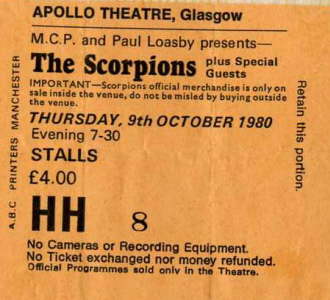 APOLLO THEATRE, Glasgow
M.C.P. and Paul Loasby presents—
The Scorpions plus Special Guests
IMPORTANT—Scorpions official merchandise is only on
sale inside the venue, do not be misled by buying outside
the venue.
THURSDAY, 9th OCTOBER 1980
Evening 7-30
STALLS
£4.00
HH 8
No Cameras or Recording Equipment.
No Ticket exchanged nor money refunded.
Official Programmes sold only in the Theatre.
A.B.C PRINTERS MANCHESTER
Retain this portion.